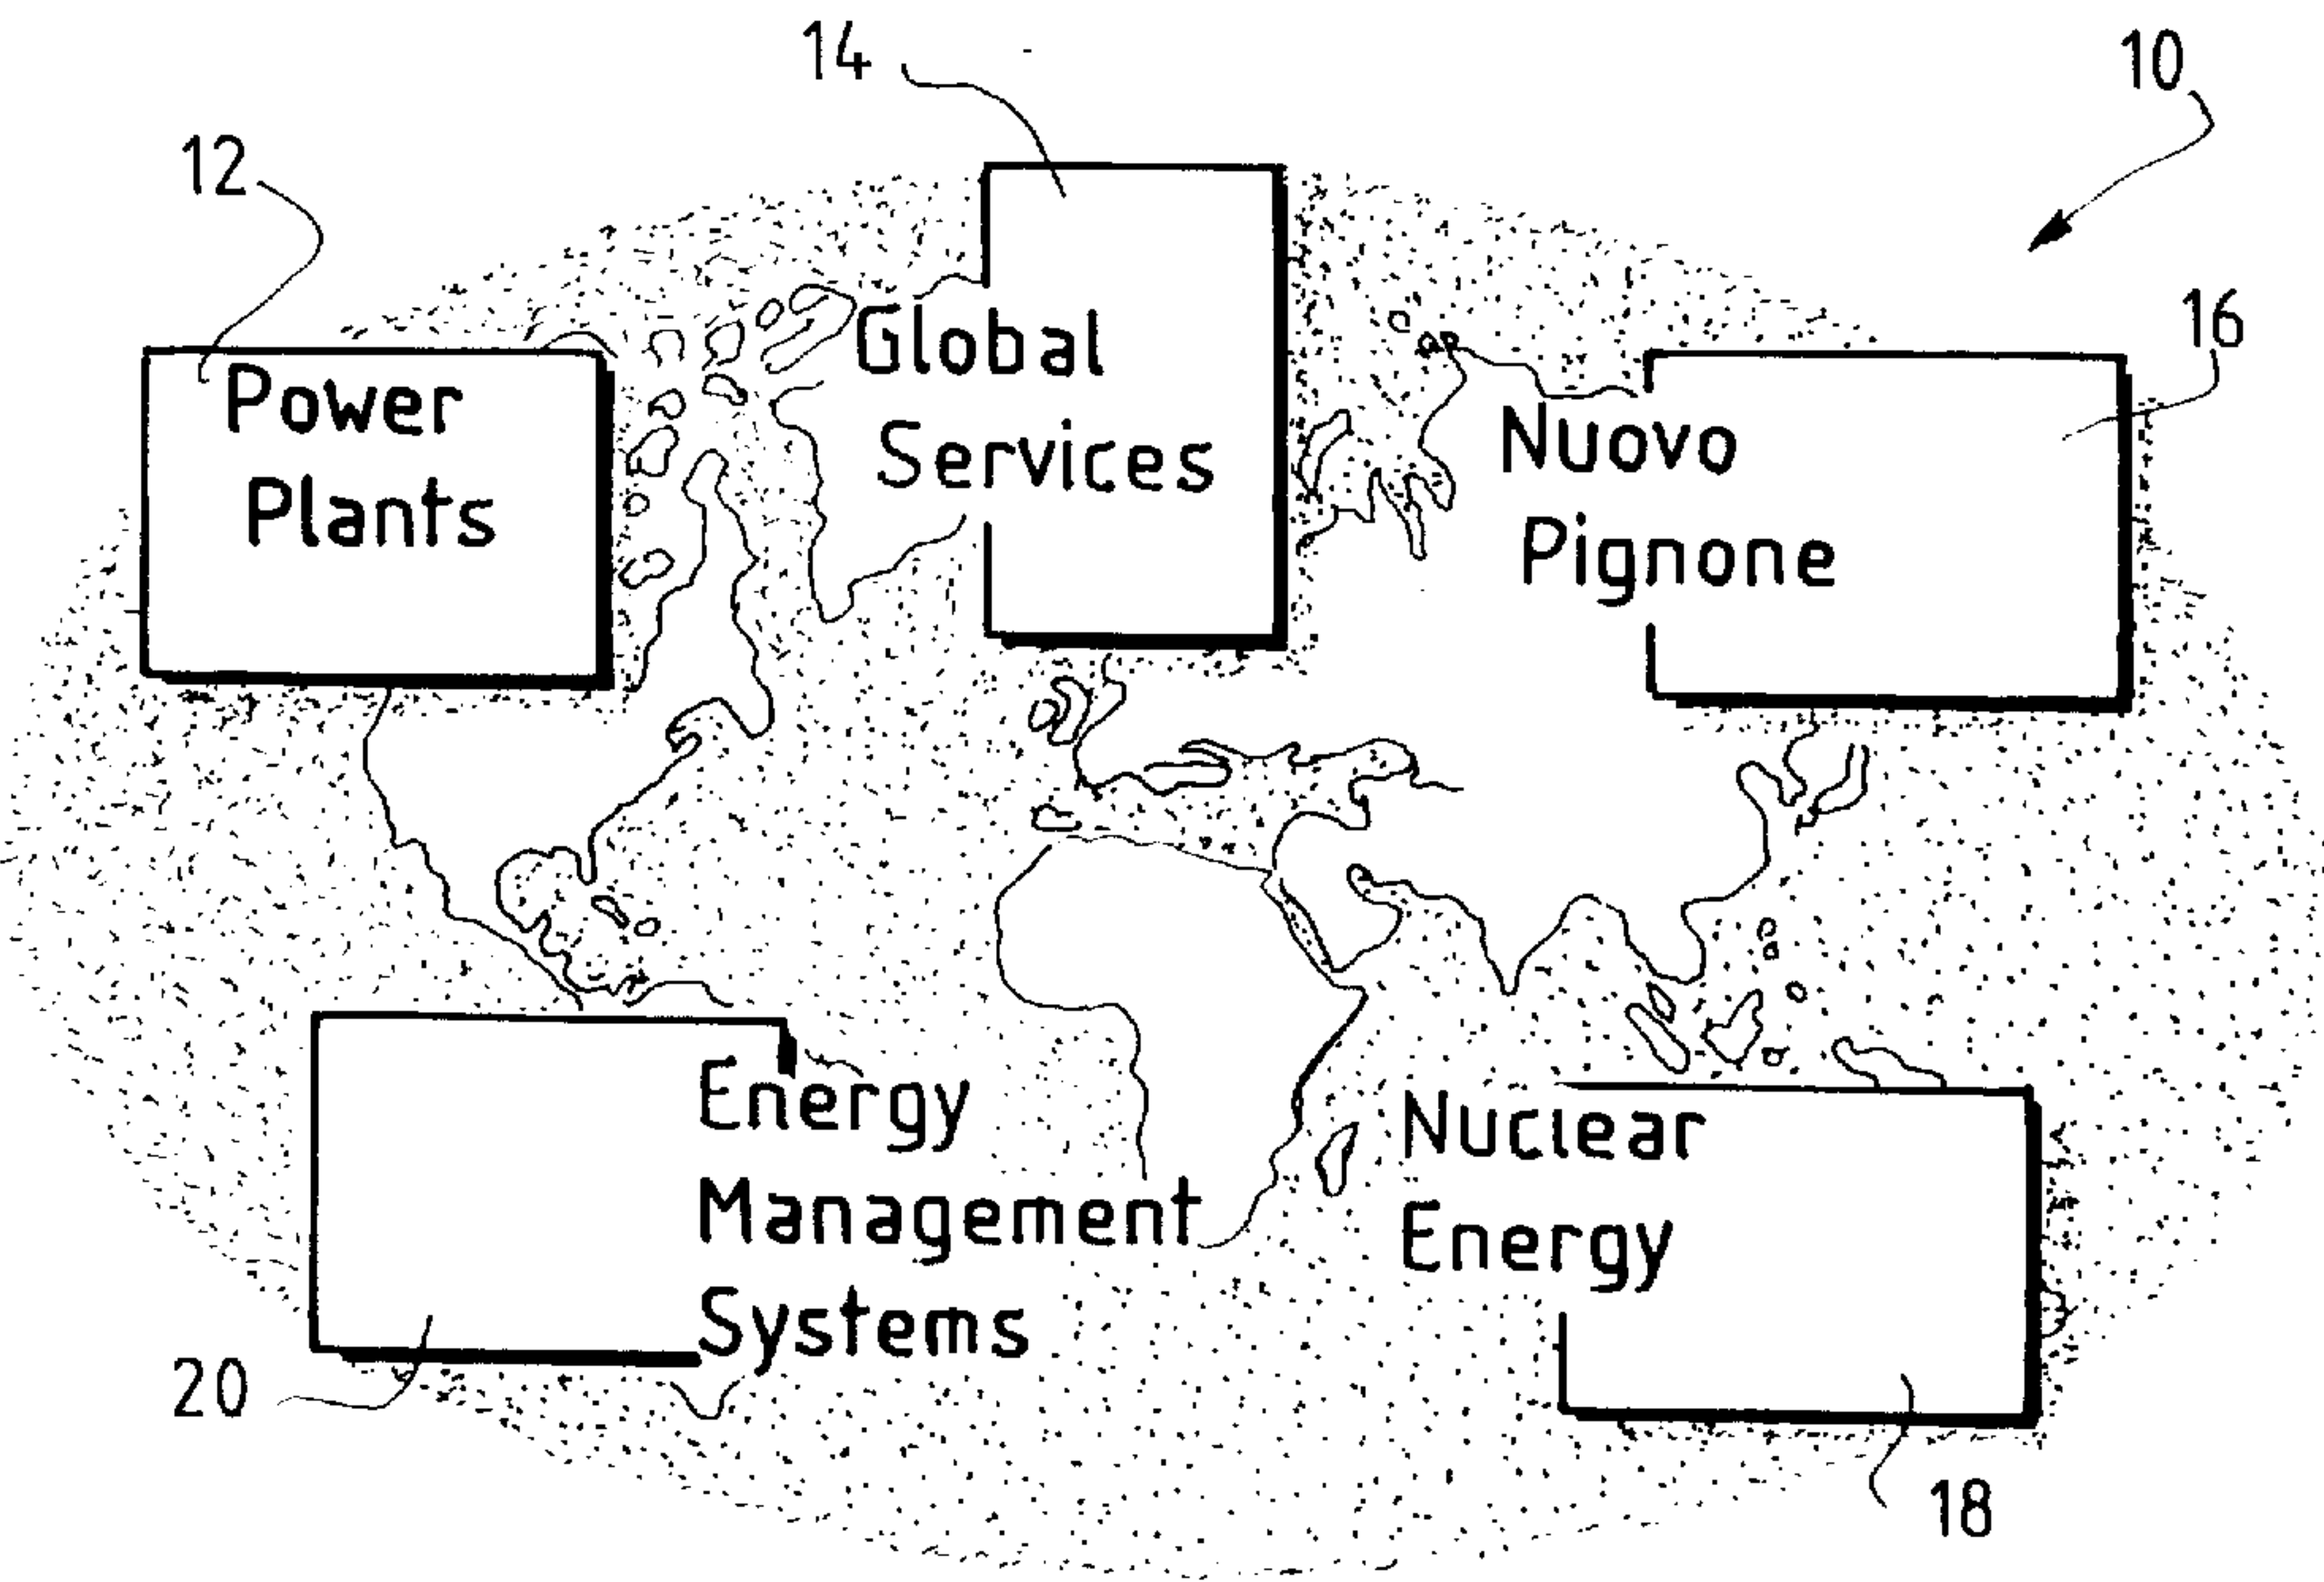 14
10
12
16
Power
Plants
Global
Services
Nuovo
Pignone
Energy
Management
Systems
Nuclear
Energy
20
18